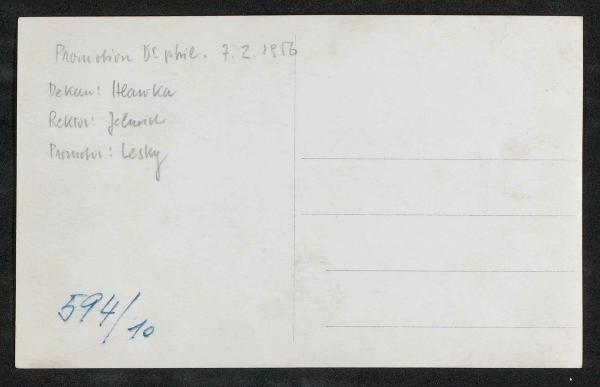 Promotion Dr phil. 7. 2. 1956
Dekan: Hlawka
Rektor: Jelinek
Promotor: Lesky
594/10